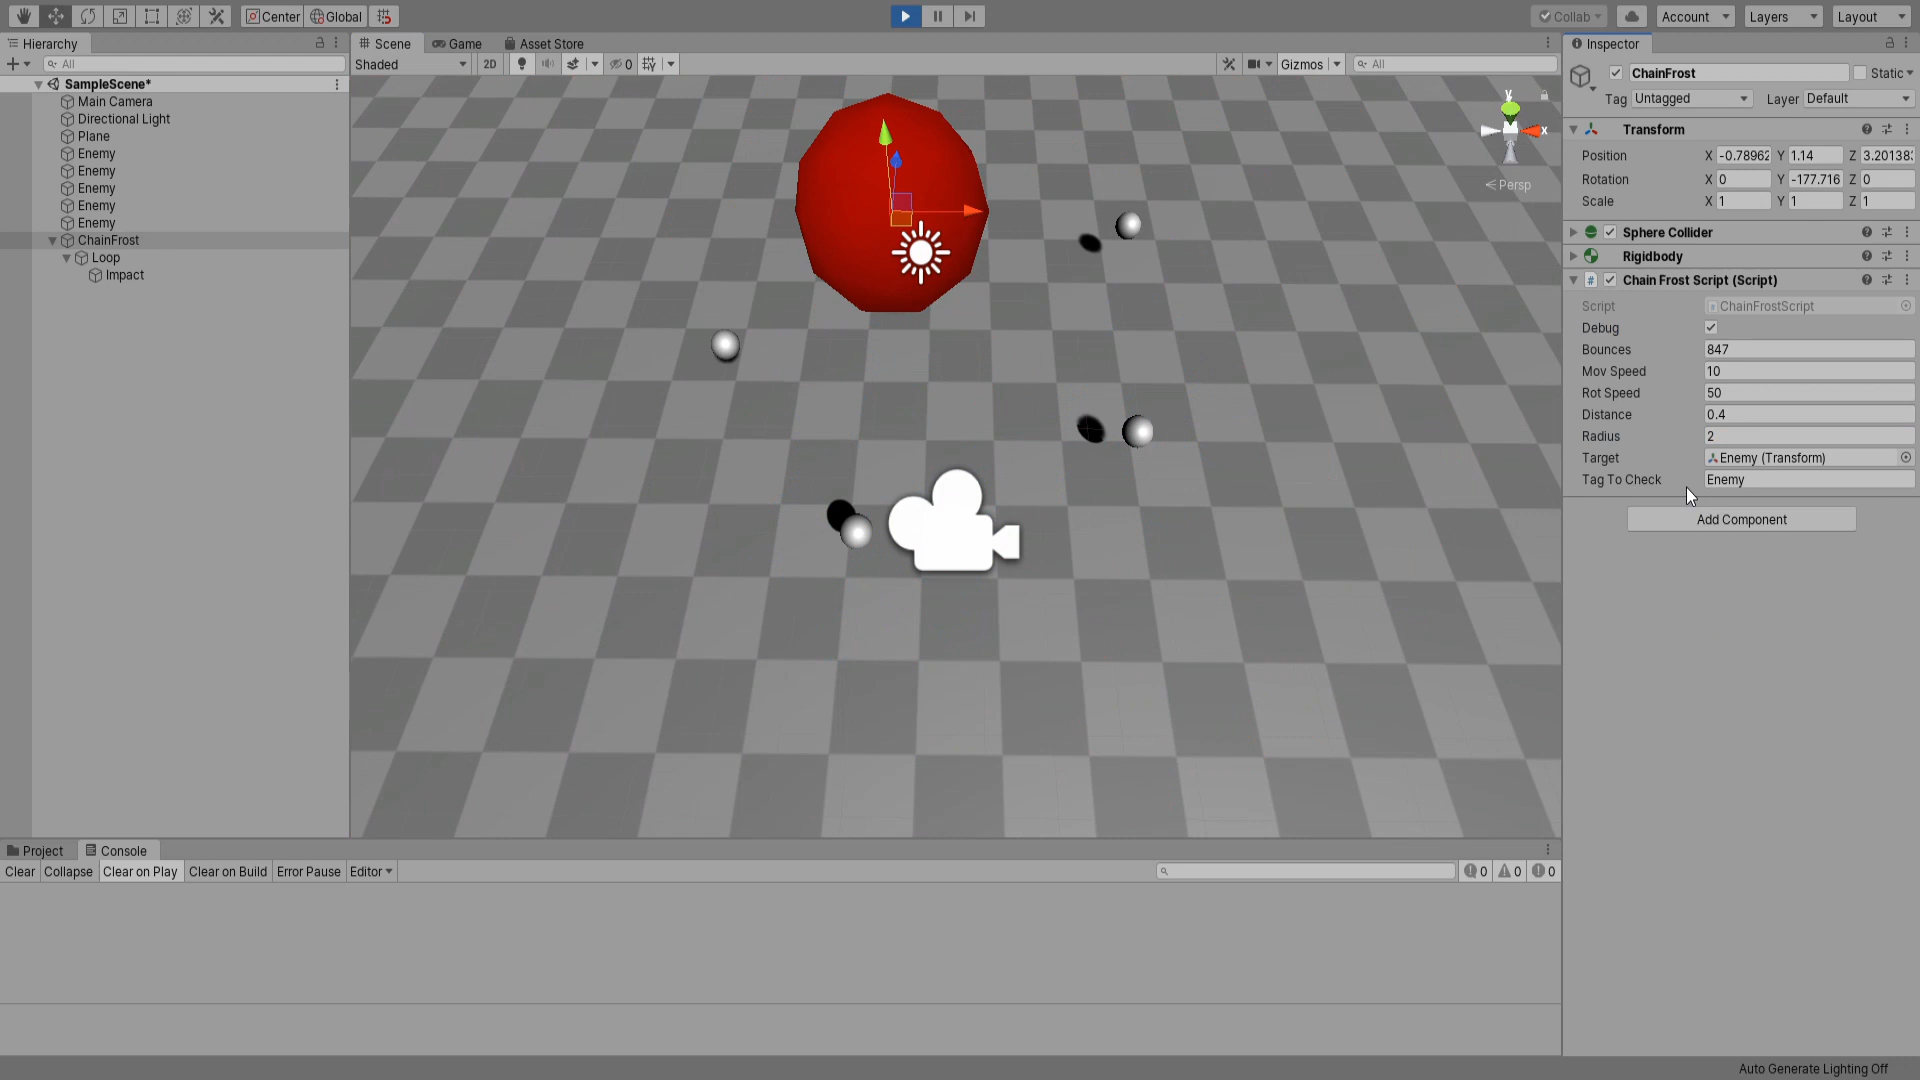 Center Global Collab Account Layers Layout
Hierarchy
All
SampleScene*
Main Camera
Directional Light
Plane
Enemy
Enemy
Enemy
Enemy
Enemy
ChainFrost
Loop
Impact
Scene Game Asset Store
Shaded 2D 0 Gizmos All
y
x
Persp
Inspector
ChainFrost Static
Tag Untagged Layer Default
Transform
Position X -0.78962 Y 1.14 Z 3.20138
Rotation X 0 Y -177.716 Z 0
Scale X 1 Y 1 Z 1
Sphere Collider
Rigidbody
# Chain Frost Script (Script)
Script ChainFrostScript
Debug
Bounces 847
Mov Speed 10
Rot Speed 50
Distance 0.4
Radius 2
Target Enemy (Transform)
Tag To Check Enemy
Add Component
Project Console
Clear Collapse Clear on Play Clear on Build Error Pause Editor 0 0 0
Auto Generate Lighting Off